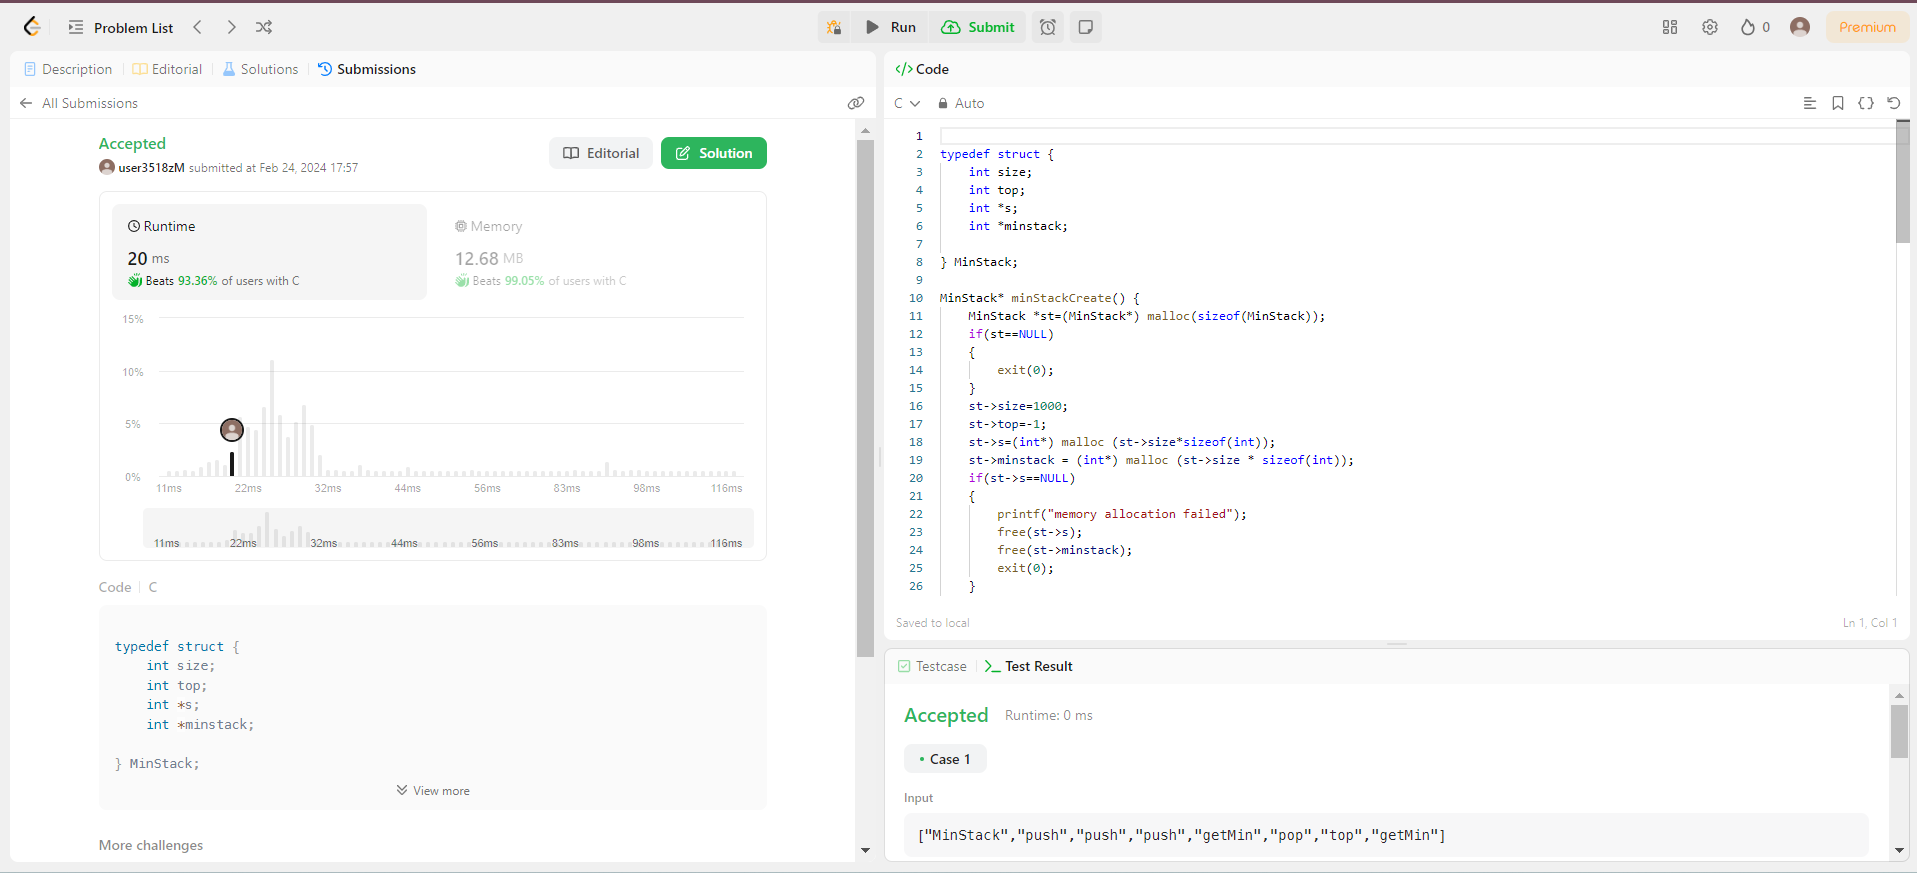 Problem List
Run
Submit
0
Premium
Description
Editorial
Solutions
Submissions
All Submissions
Accepted
user3518zM submitted at Feb 24, 2024 17:57
Editorial
Solution
Runtime
20 ms
Beats 93.36% of users with C
Memory
12.68 MB
Beats 99.05% of users with C
15%
10%
5%
0%
11ms 22ms 32ms 44ms 56ms 83ms 98ms 116ms
11ms 22ms 32ms 44ms 56ms 83ms 98ms 116ms
Code C
typedef struct {
int size;
int top;
int *s;
int *minstack;
} MinStack;
View more
More challenges
</> Code
C Auto
1
2 typedef struct {
3 int size;
4 int top;
5 int *s;
6 int *minstack;
7
8 } MinStack;
9
10 MinStack* minStackCreate() {
11 MinStack *st=(MinStack*) malloc(sizeof(MinStack));
12 if(st==NULL)
13 {
14 exit(0);
15 }
16 st->size=1000;
17 st->top=-1;
18 st->s=(int*) malloc (st->size*sizeof(int));
19 st->minstack = (int*) malloc (st->size * sizeof(int));
20 if(st->s==NULL)
21 {
22 printf("memory allocation failed");
23 free(st->s);
24 free(st->minstack);
25 exit(0);
26 }
Saved to local
Ln 1, Col 1
Testcase
Test Result
Accepted Runtime: 0 ms
• Case 1
Input
["MinStack","push","push","push","getMin","pop","top","getMin"]